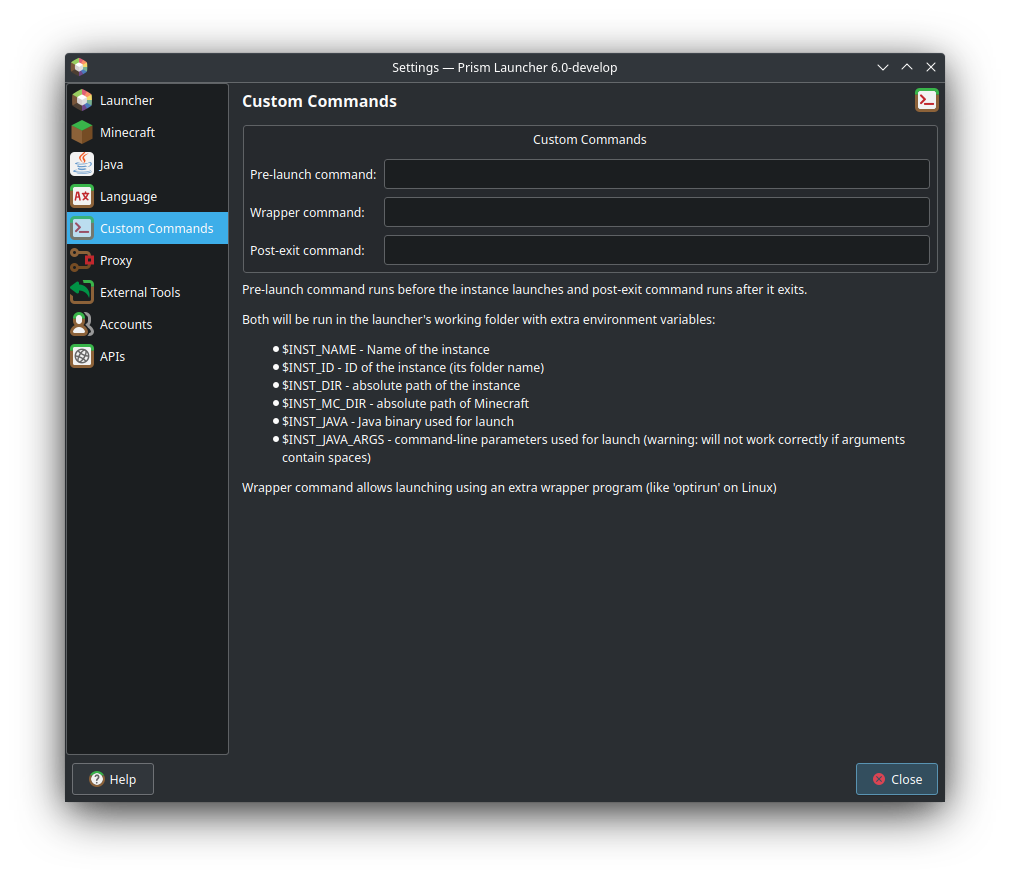 Settings — Prism Launcher 6.0-develop
Launcher
Minecraft
Java
Language
Custom Commands
Proxy
External Tools
Accounts
APIs
Custom Commands
Custom Commands
Pre-launch command:
Wrapper command:
Post-exit command:
Pre-launch command runs before the instance launches and post-exit command runs after it exits.
Both will be run in the launcher's working folder with extra environment variables:
• $INST_NAME - Name of the instance
• $INST_ID - ID of the instance (its folder name)
• $INST_DIR - absolute path of the instance
• $INST_MC_DIR - absolute path of Minecraft
• $INST_JAVA - Java binary used for launch
• $INST_JAVA_ARGS - command-line parameters used for launch (warning: will not work correctly if arguments
contain spaces)
Wrapper command allows launching using an extra wrapper program (like 'optirun' on Linux)
Help
Close